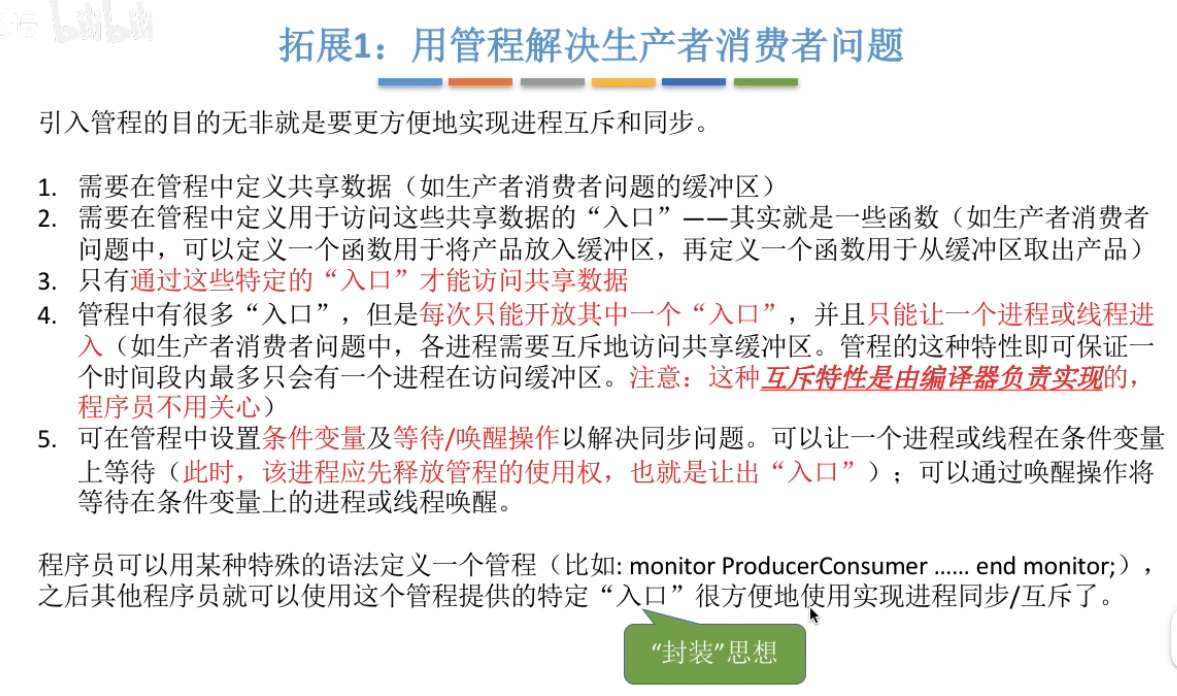 论坛 bilibili
拓展1：用管程解决生产者消费者问题
引入管程的目的无非就是要更方便地实现进程互斥和同步。
1. 需要在管程中定义共享数据（如生产者消费者问题的缓冲区）
2. 需要在管程中定义用于访问这些共享数据的“入口”——其实就是一些函数（如生产者消费者
问题中，可以定义一个函数用于将产品放入缓冲区，再定义一个函数用于从缓冲区取出产品）
3. 只有通过这些特定的“入口”才能访问共享数据
4. 管程中有很多“入口”，但是每次只能开放其中一个“入口”，并且只能让一个进程或线程进
入（如生产者消费者问题中，各进程需要互斥地访问共享缓冲区。管程的这种特性即可保证一
个时间段内最多只会有一个进程在访问缓冲区。注意：这种互斥特性是由编译器负责实现的，
程序员不用关心）
5. 可在管程中设置条件变量及等待/唤醒操作以解决同步问题。可以让一个进程或线程在条件变量
上等待（此时，该进程应先释放管程的使用权，也就是让出“入口”）；可以通过唤醒操作将
等待在条件变量上的进程或线程唤醒。
程序员可以用某种特殊的语法定义一个管程（比如: monitor ProducerConsumer …… end monitor;），
之后其他程序员就可以使用这个管程提供的特定“入口”很方便地使用实现进程同步/互斥了。
“封装”思想